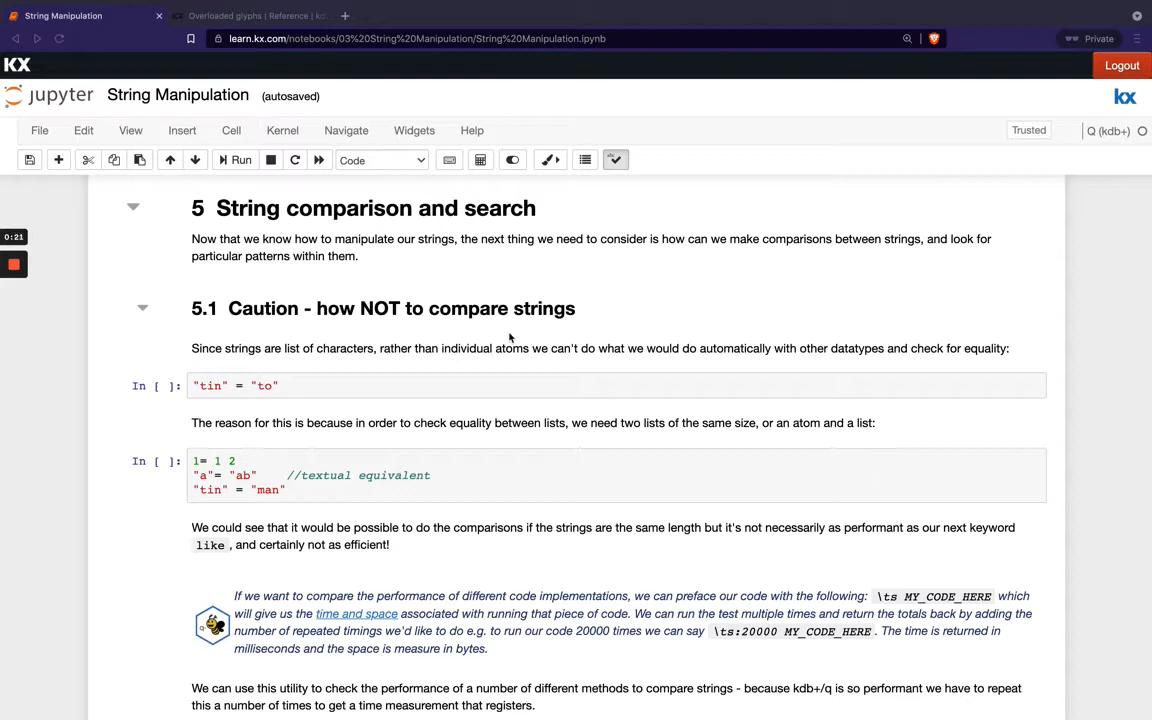 String Manipulation
Overloaded glyphs | Reference | kd
learn.kx.com/notebooks/03%20String%20Manipulation/String%20Manipulation.ipynb
Private
KX
Logout
jupyter String Manipulation (autosaved)
kx
File Edit View Insert Cell Kernel Navigate Widgets Help
Trusted
Q (kdb+)
Run
Code
0:21
5 String comparison and search
Now that we know how to manipulate our strings, the next thing we need to consider is how can we make comparisons between strings, and look for
particular patterns within them.
5.1 Caution - how NOT to compare strings
Since strings are list of characters, rather than individual atoms we can't do what we would do automatically with other datatypes and check for equality:
In [ ]: "tin" = "to"
The reason for this is because in order to check equality between lists, we need two lists of the same size, or an atom and a list:
In [ ]: 1= 1 2
"a"= "ab" //textual equivalent
"tin" = "man"
We could see that it would be possible to do the comparisons if the strings are the same length but it's not necessarily as performant as our next keyword
like, and certainly not as efficient!
If we want to compare the performance of different code implementations, we can preface our code with the following: \ts MY_CODE_HERE which
will give us the time and space associated with running that piece of code. We can run the test multiple times and return the totals back by adding the
number of repeated timings we'd like to do e.g. to run our code 20000 times we can say \ts:20000 MY_CODE_HERE. The time is returned in
milliseconds and the space is measure in bytes.
We can use this utility to check the performance of a number of different methods to compare strings - because kdb+/q is so performant we have to repeat
this a number of times to get a time measurement that registers.